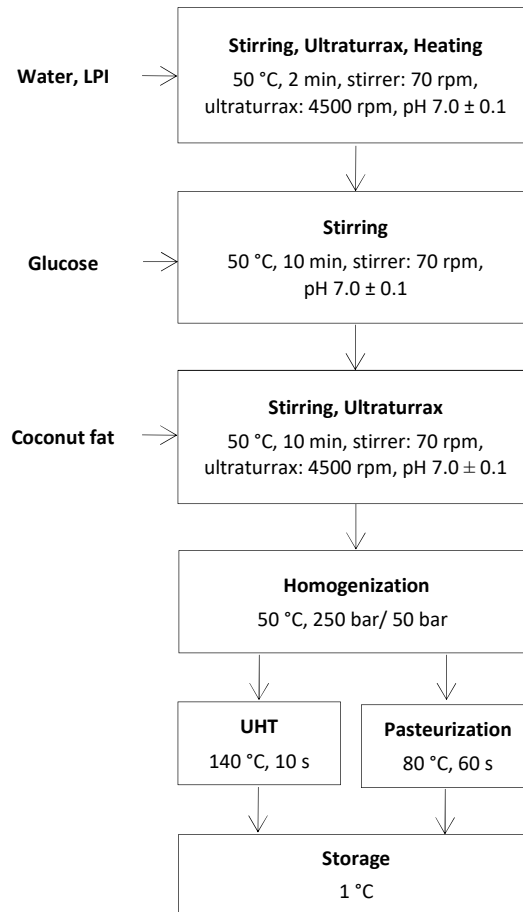 Stirring, Ultraturrax, Heating
Water, LPI
50 °C, 2 min, stirrer: 70 rpm,
ultraturrax: 4500 rpm, pH 7.0 ± 0.1
Stirring
Glucose
50 °C, 10 min, stirrer: 70 rpm,
pH 7.0 ± 0.1
Stirring, Ultraturrax
Coconut fat
50 °C, 10 min, stirrer: 70 rpm,
ultraturrax: 4500 rpm, pH 7.0 ± 0.1
Homogenization
50 °C, 250 bar/ 50 bar
UHT
140 °C, 10 s
Pasteurization
80 °C, 60 s
Storage
1 °C